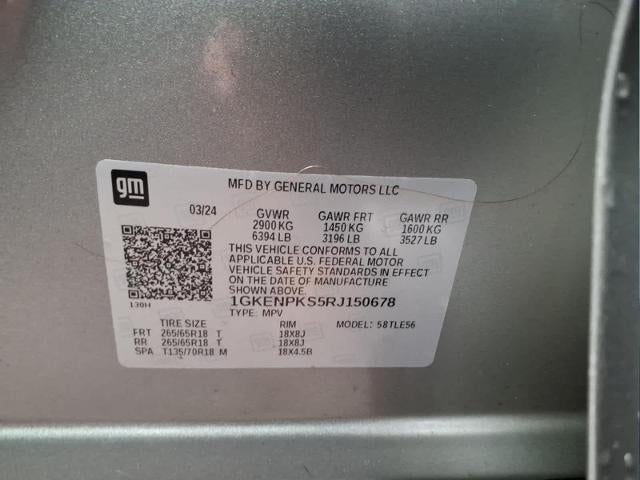 gm
MFD BY GENERAL MOTORS LLC
03/24 GVWR GAWR FRT GAWR RR
2900 KG 1450 KG 1600 KG
6394 LB 3196 LB 3527 LB
THIS VEHICLE CONFORMS TO ALL
APPLICABLE U.S. FEDERAL MOTOR
VEHICLE SAFETY STANDARDS IN EFFECT
ON THE DATE OF MANUFACTURE
SHOWN ABOVE.
130H 1GKENPKS5RJ150678
TYPE: MPV
TIRE SIZE RIM MODEL: 58TLE56
FRT 265/65R18 T 18X8J
RR 265/65R18 T 18X8J
SPA T135/70R18 M 18X4.5B